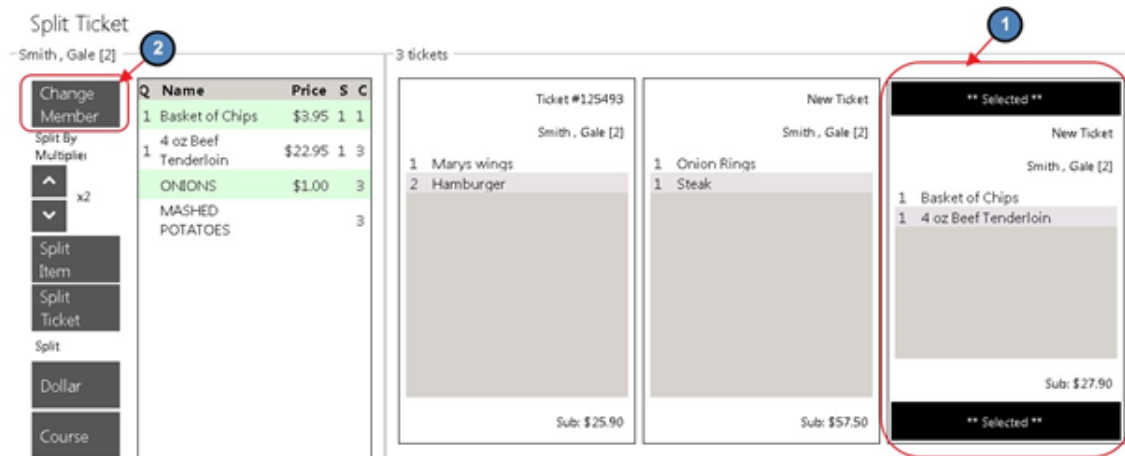 Split Ticket
Smith , Gale [2]
2
Change
Member
Split By
Multiplier
x2
Split
Item
Split
Ticket
Split
Dollar
Course
Q Name Price S C
1 Basket of Chips $3.95 1 1
1 4 oz Beef Tenderloin $22.95 1 3
ONIONS $1.00 3
MASHED POTATOES 3
3 tickets
1
Ticket #125493
Smith , Gale [2]
1 Marys wings
2 Hamburger
Sub: $25.90
New Ticket
Smith , Gale [2]
1 Onion Rings
1 Steak
Sub: $57.50
** Selected **
New Ticket
Smith , Gale [2]
1 Basket of Chips
1 4 oz Beef Tenderloin
Sub: $27.90
** Selected **